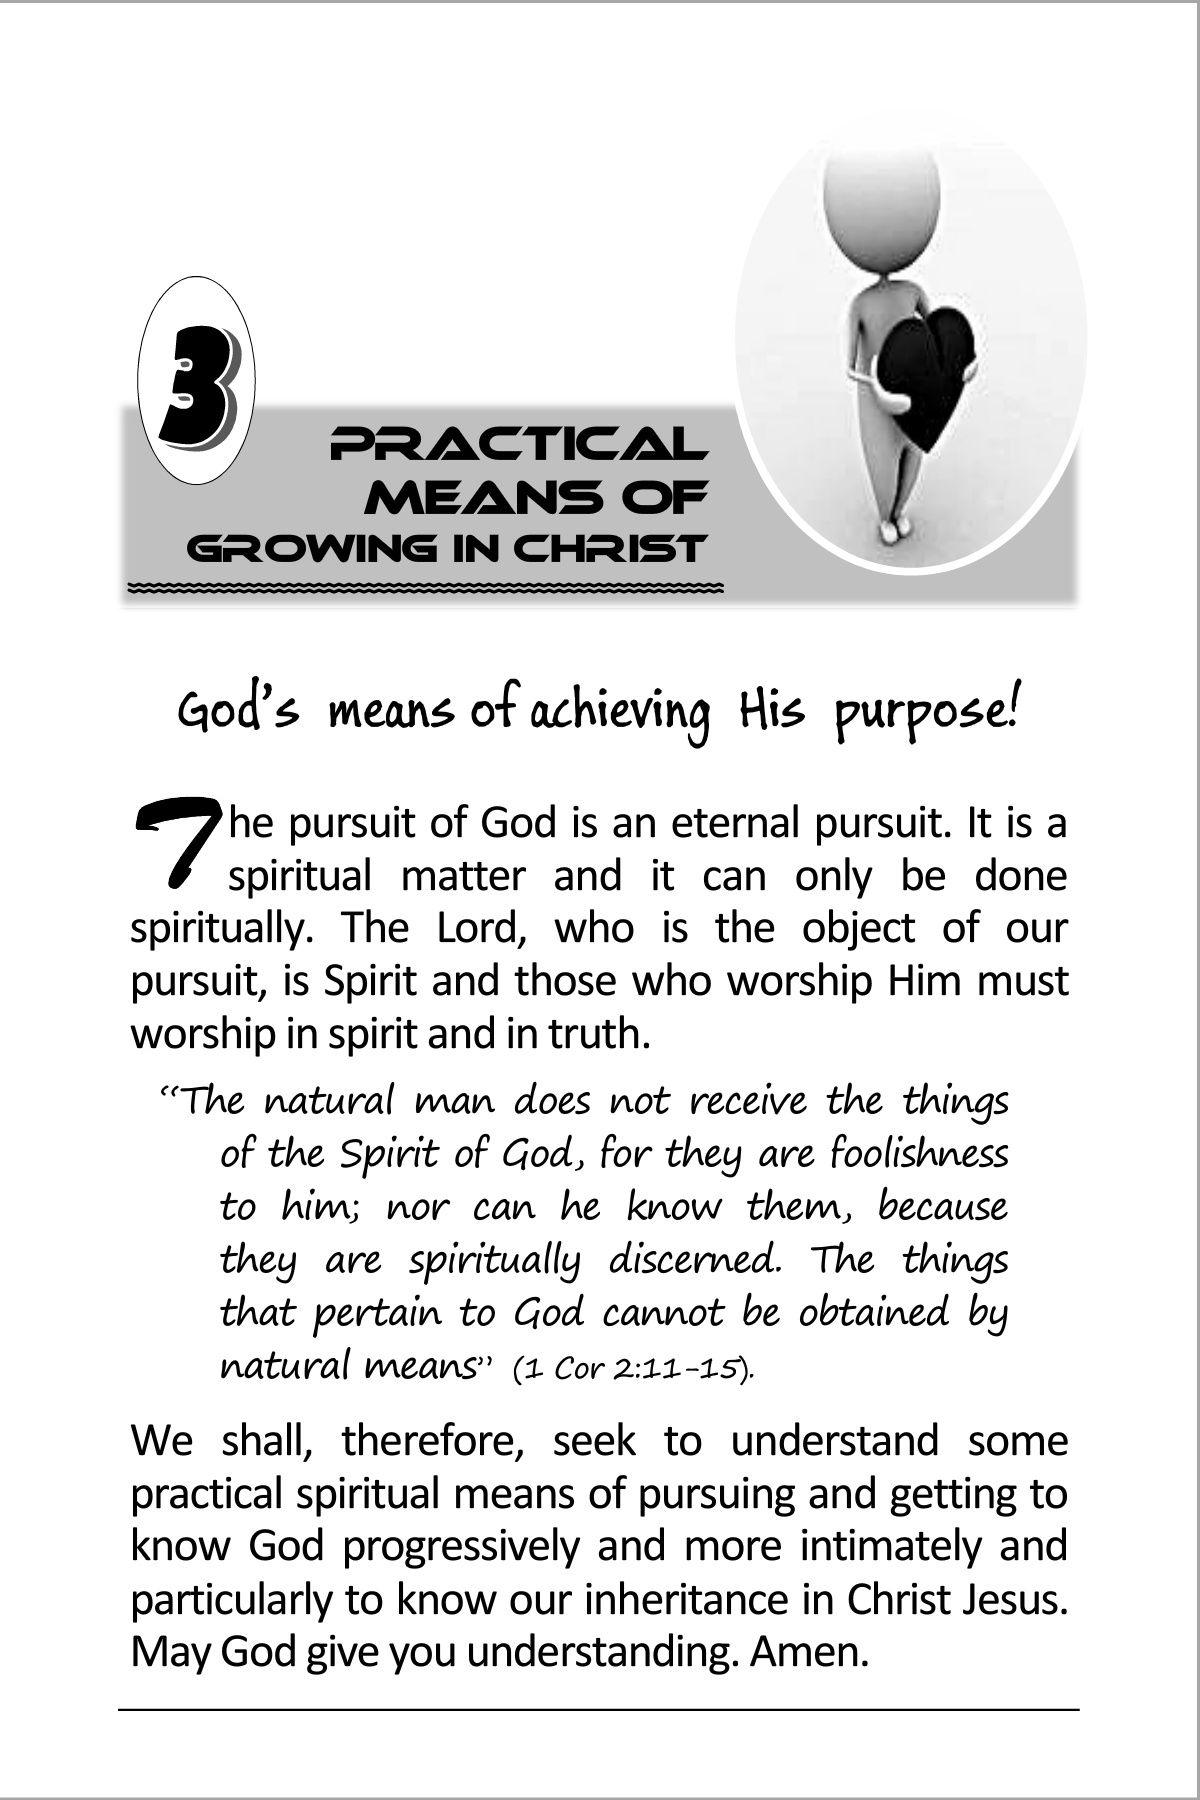 3
PRACTICAL
MEANS OF
GROWING IN CHRIST
God's means of achieving His purpose!
The pursuit of God is an eternal pursuit. It is a
spiritual matter and it can only be done
spiritually. The Lord, who is the object of our
pursuit, is Spirit and those who worship Him must
worship in spirit and in truth.
“The natural man does not receive the things
of the Spirit of God, for they are foolishness
to him; nor can he know them, because
they are spiritually discerned. The things
that pertain to God cannot be obtained by
natural means” (1 Cor 2:11-15).
We shall, therefore, seek to understand some
practical spiritual means of pursuing and getting to
know God progressively and more intimately and
particularly to know our inheritance in Christ Jesus.
May God give you understanding. Amen.